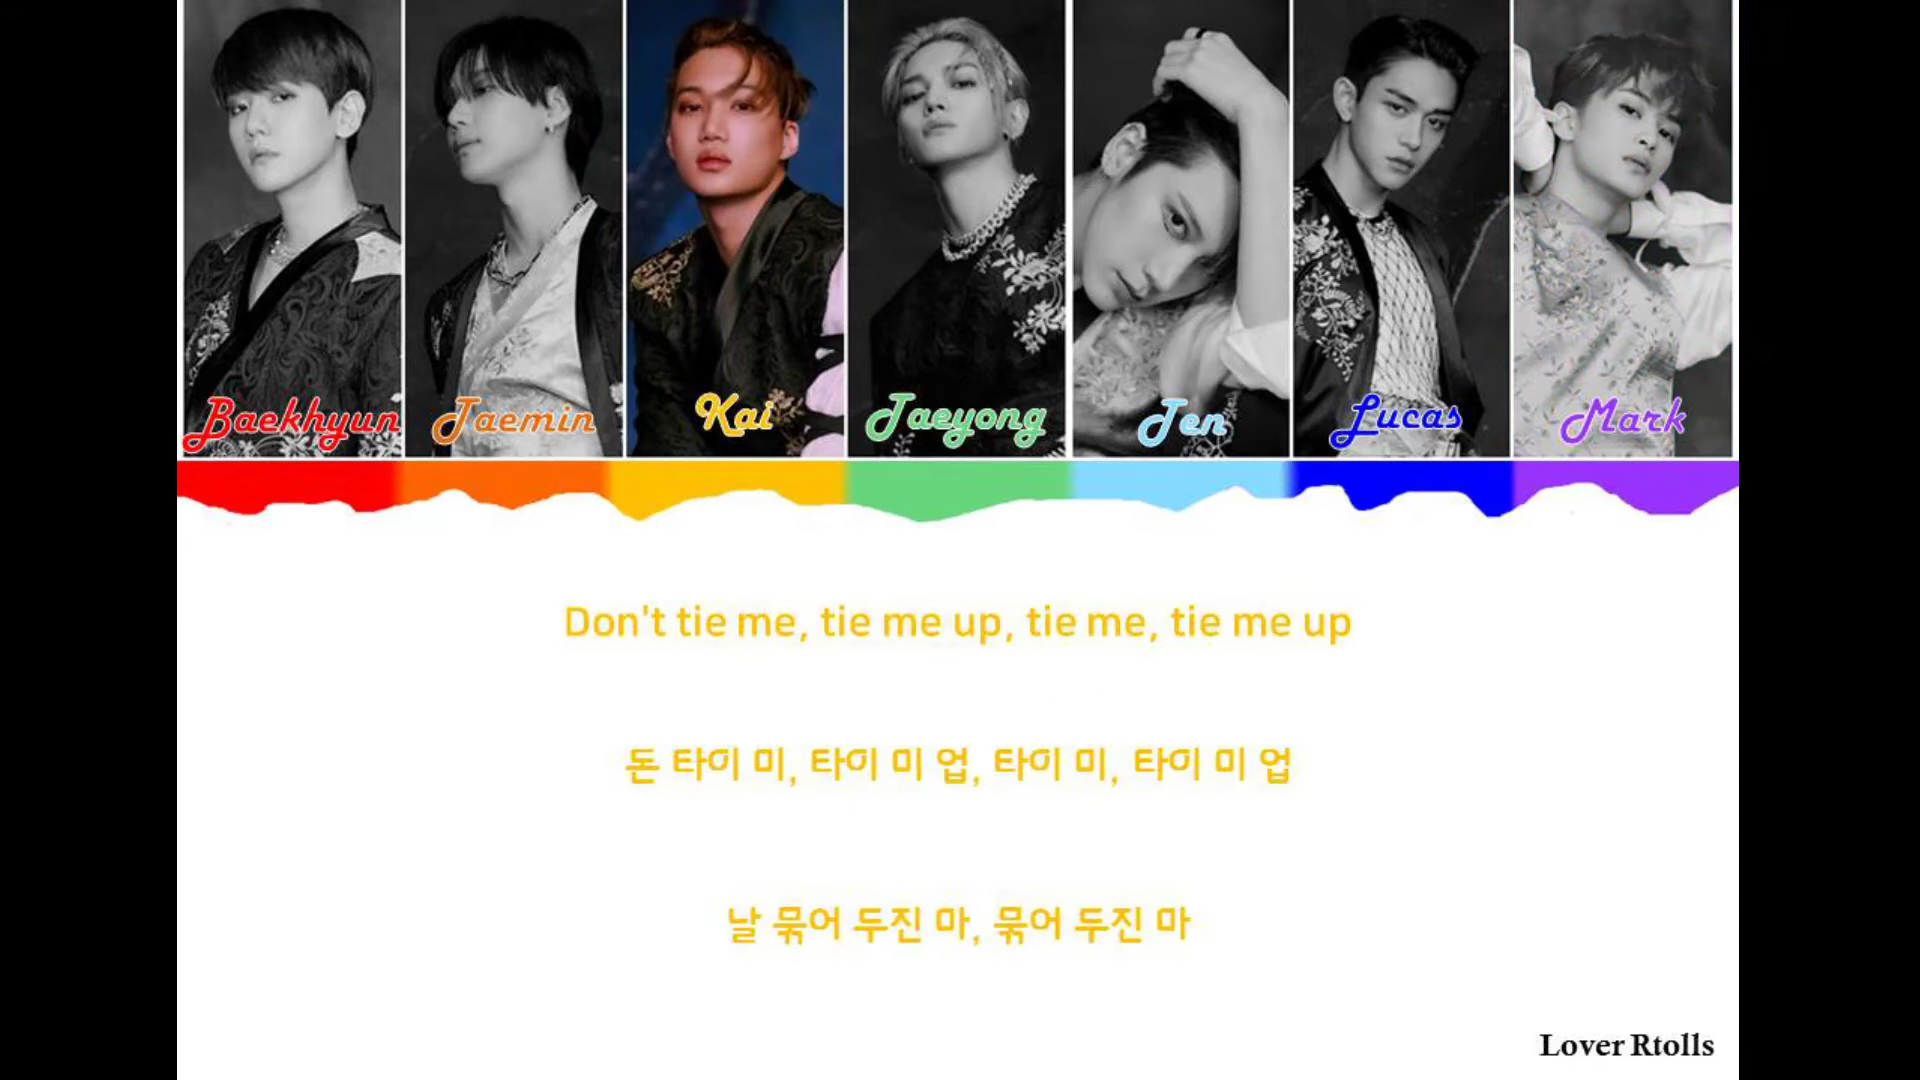 Baekhyun Taemin Kai Taeyong Ten Lucas Mark
Don't tie me, tie me up, tie me, tie me up
돈 타이 미, 타이 미 업, 타이 미, 타이 미 업
날 묶어 두진 마, 묶어 두진 마
Lover Rtolls